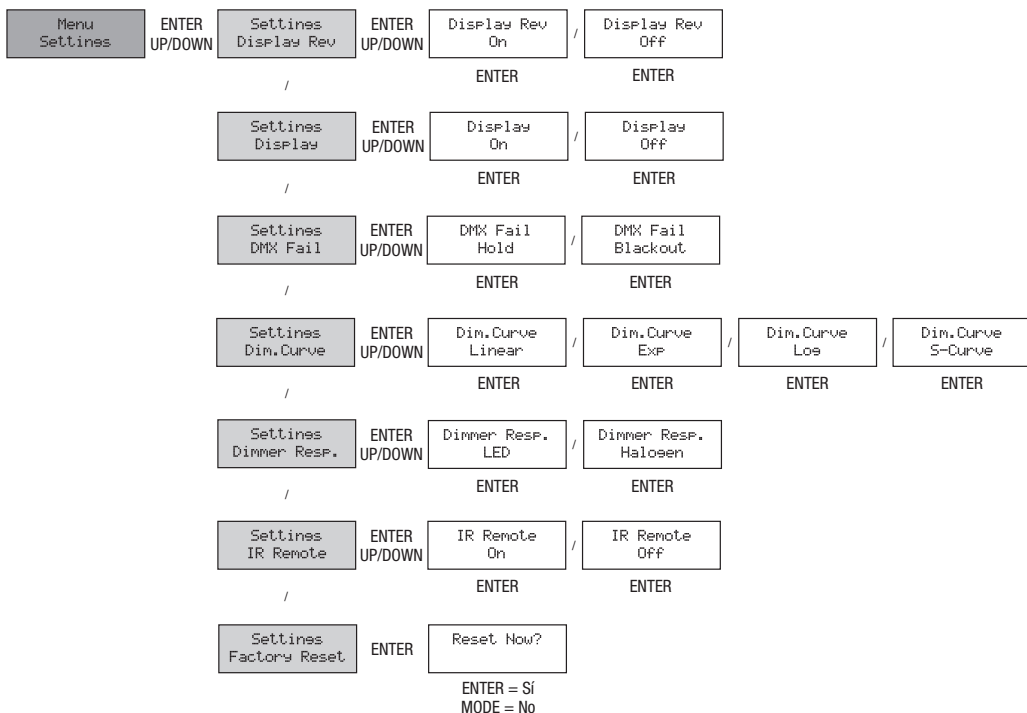 Menu
Settings
ENTER
UP/DOWN
Settings
Display Rev
ENTER
UP/DOWN
Display Rev
On
/
Display Rev
Off
ENTER
ENTER
/
Settings
Display
ENTER
UP/DOWN
Display
On
/
Display
Off
ENTER
ENTER
/
Settings
DMX Fail
ENTER
UP/DOWN
DMX Fail
Hold
/
DMX Fail
Blackout
ENTER
ENTER
/
Settings
Dim.Curve
ENTER
UP/DOWN
Dim.Curve
Linear
/
Dim.Curve
Exp
/
Dim.Curve
Log
/
Dim.Curve
S-Curve
ENTER
ENTER
ENTER
ENTER
/
Settings
Dimmer Resp.
ENTER
UP/DOWN
Dimmer Resp.
LED
/
Dimmer Resp.
Halogen
ENTER
ENTER
/
Settings
IR Remote
ENTER
UP/DOWN
IR Remote
On
/
IR Remote
Off
ENTER
ENTER
/
Settings
Factory Reset
ENTER
Reset Now?
ENTER = Sí
MODE = No